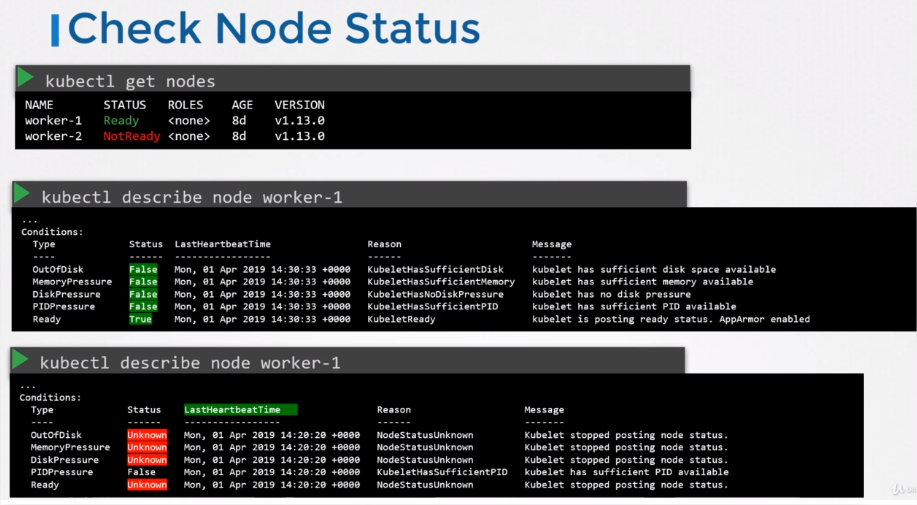 Check Node Status
kubectl get nodes
NAME STATUS ROLES AGE VERSION
worker-1 Ready <none> 8d v1.13.0
worker-2 NotReady <none> 8d v1.13.0
kubectl describe node worker-1
...
Conditions:
Type Status LastHeartbeatTime Reason Message
---- ------ ----------------- ------ -------
OutOfDisk False Mon, 01 Apr 2019 14:30:33 +0000 KubeletHasSufficientDisk kubelet has sufficient disk space available
MemoryPressure False Mon, 01 Apr 2019 14:30:33 +0000 KubeletHasSufficientMemory kubelet has sufficient memory available
DiskPressure False Mon, 01 Apr 2019 14:30:33 +0000 KubeletHasNoDiskPressure kubelet has no disk pressure
PIDPressure False Mon, 01 Apr 2019 14:30:33 +0000 KubeletHasSufficientPID kubelet has sufficient PID available
Ready True Mon, 01 Apr 2019 14:30:33 +0000 KubeletReady kubelet is posting ready status. AppArmor enabled
kubectl describe node worker-1
...
Conditions:
Type Status LastHeartbeatTime Reason Message
---- ------ ----------------- ------ -------
OutOfDisk Unknown Mon, 01 Apr 2019 14:20:20 +0000 NodeStatusUnknown Kubelet stopped posting node status.
MemoryPressure Unknown Mon, 01 Apr 2019 14:20:20 +0000 NodeStatusUnknown Kubelet stopped posting node status.
DiskPressure Unknown Mon, 01 Apr 2019 14:20:20 +0000 NodeStatusUnknown Kubelet stopped posting node status.
PIDPressure False Mon, 01 Apr 2019 14:20:20 +0000 KubeletHasSufficientPID kubelet has sufficient PID available
Ready Unknown Mon, 01 Apr 2019 14:20:20 +0000 NodeStatusUnknown Kubelet stopped posting node status.